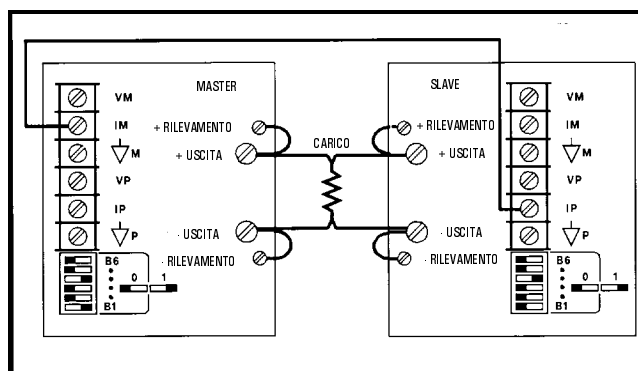 MASTER
VM
IM
M
VP
IP
P
B6
0 1
B1
+ RILEVAMENTO
+ USCITA
- USCITA
- RILEVAMENTO
CARICO
SLAVE
+ RILEVAMENTO
+ USCITA
- USCITA
- RILEVAMENTO
VM
IM
M
VP
IP
P
B6
0 1
B1